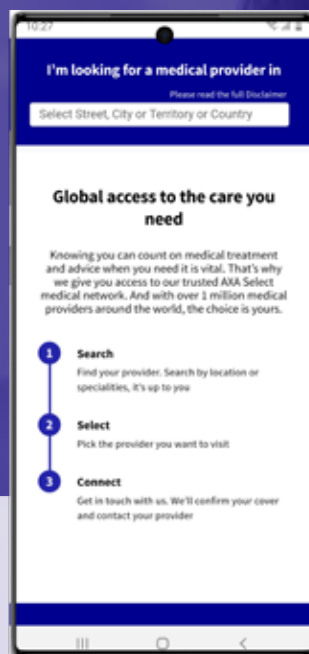 10:27
I'm looking for a medical provider in
Please read the full Disclaimer
Select Street, City or Territory or Country
Global access to the care you
need
Knowing you can count on medical treatment
and advice when you need it is vital. That's why
we give you access to our trusted AXA Select
medical network. And with over 1 million medical
providers around the world, the choice is yours.
1
Search
Find your provider. Search by location or
specialities, it's up to you
2
Select
Pick the provider you want to visit
3
Connect
Get in touch with us. We'll confirm your cover
and contact your provider